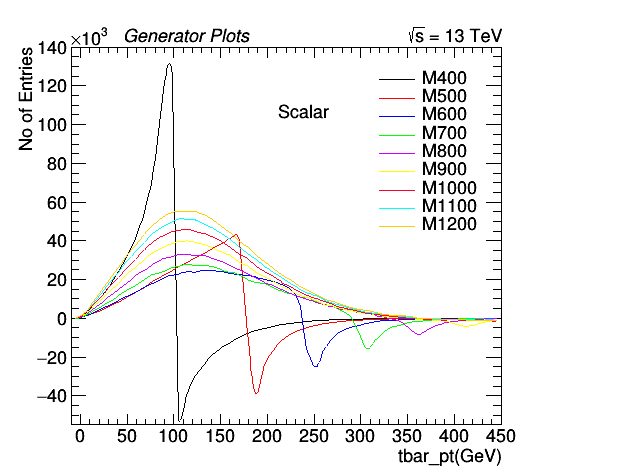 ×10³ Generator Plots √s = 13 TeV
No of Entries
140
120
100
80
60
40
20
0
−20
−40
Scalar
M400
M500
M600
M700
M800
M900
M1000
M1100
M1200
0 50 100 150 200 250 300 350 400 450
tbar_pt(GeV)